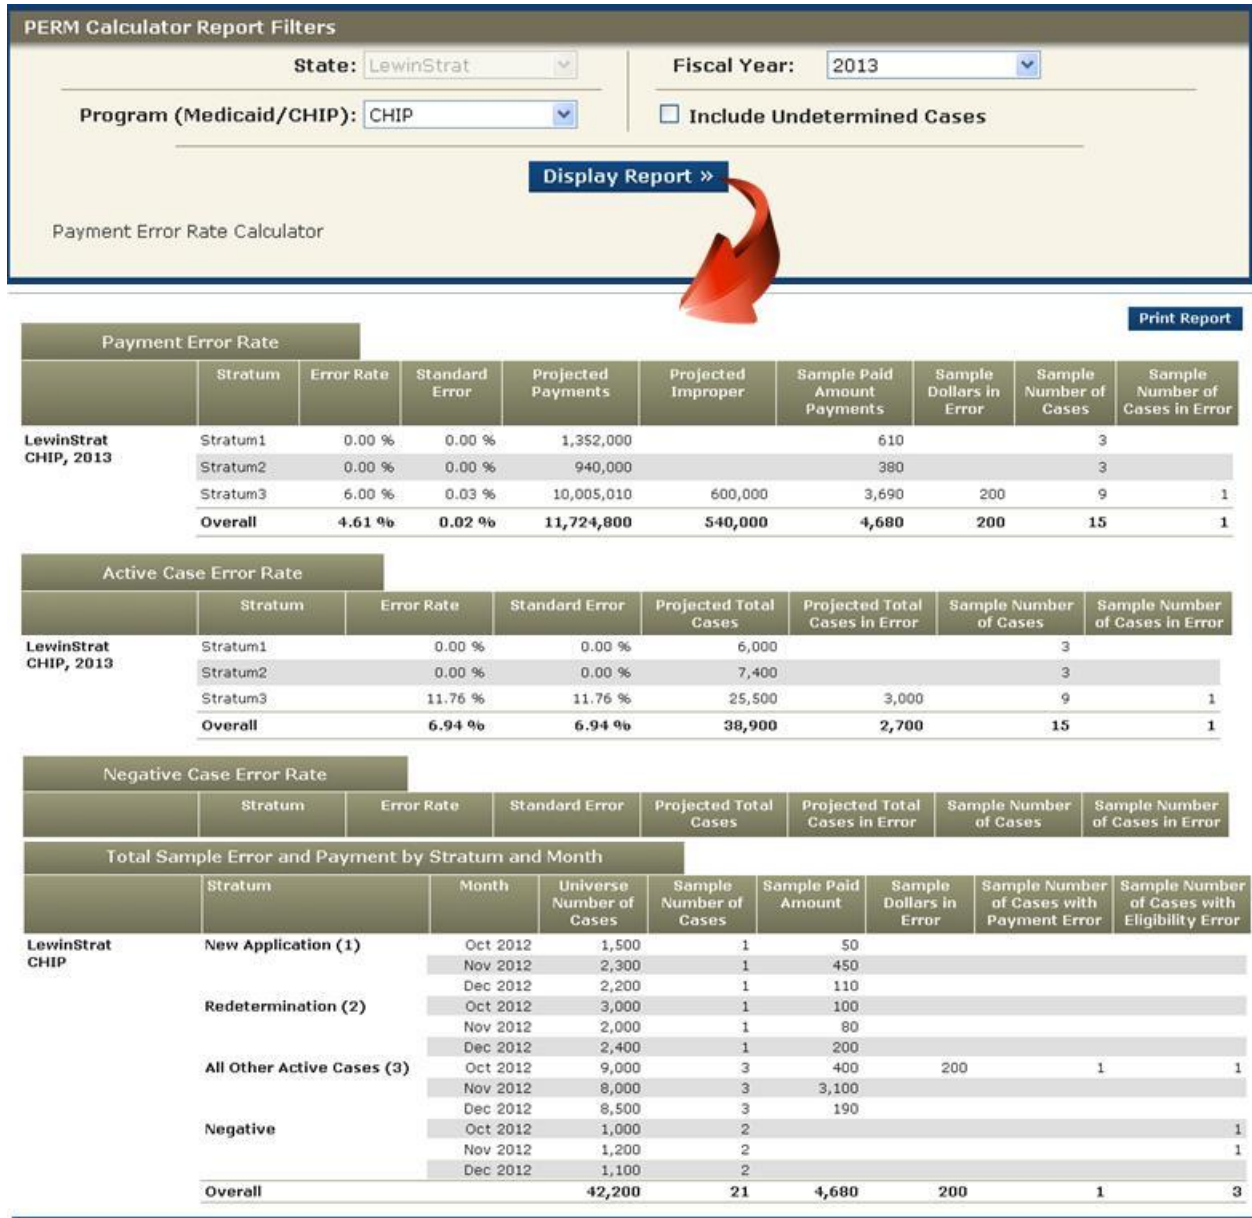 PERM Calculator Report Filters
State: LewinStrat Fiscal Year: 2013
Program (Medicaid/CHIP): CHIP Include Undetermined Cases
Display Report »
Payment Error Rate Calculator
Print Report
Payment Error Rate
Stratum Error Rate Standard Error Projected Payments Projected Improper Sample Paid Amount Payments Sample Dollars in Error Sample Number of Cases Sample Number of Cases in Error
LewinStrat CHIP, 2013 Stratum1 0.00 % 0.00 % 1,352,000 610 3
Stratum2 0.00 % 0.00 % 940,000 380 3
Stratum3 6.00 % 0.03 % 10,005,010 600,000 3,690 200 9 1
Overall 4.61 % 0.02 % 11,724,800 540,000 4,680 200 15 1
Active Case Error Rate
Stratum Error Rate Standard Error Projected Total Cases Projected Total Cases in Error Sample Number of Cases Sample Number of Cases in Error
LewinStrat CHIP, 2013 Stratum1 0.00 % 0.00 % 6,000 3
Stratum2 0.00 % 0.00 % 7,400 3
Stratum3 11.76 % 11.76 % 25,500 3,000 9 1
Overall 6.94 % 6.94 % 38,900 2,700 15 1
Negative Case Error Rate
Stratum Error Rate Standard Error Projected Total Cases Projected Total Cases in Error Sample Number of Cases Sample Number of Cases in Error
Total Sample Error and Payment by Stratum and Month
Stratum Month Universe Number of Cases Sample Number of Cases Sample Paid Amount Sample Dollars in Error Sample Number of Cases with Payment Error Sample Number of Cases with Eligibility Error
LewinStrat CHIP New Application (1) Oct 2012 1,500 1 50
Nov 2012 2,300 1 450
Dec 2012 2,200 1 110
Redetermination (2) Oct 2012 3,000 1 100
Nov 2012 2,000 1 80
Dec 2012 2,400 1 200
All Other Active Cases (3) Oct 2012 9,000 3 400 200 1 1
Nov 2012 8,000 3 3,100
Dec 2012 8,500 3 190
Negative Oct 2012 1,000 2 1
Nov 2012 1,200 2 1
Dec 2012 1,100 2
Overall 42,200 21 4,680 200 1 3